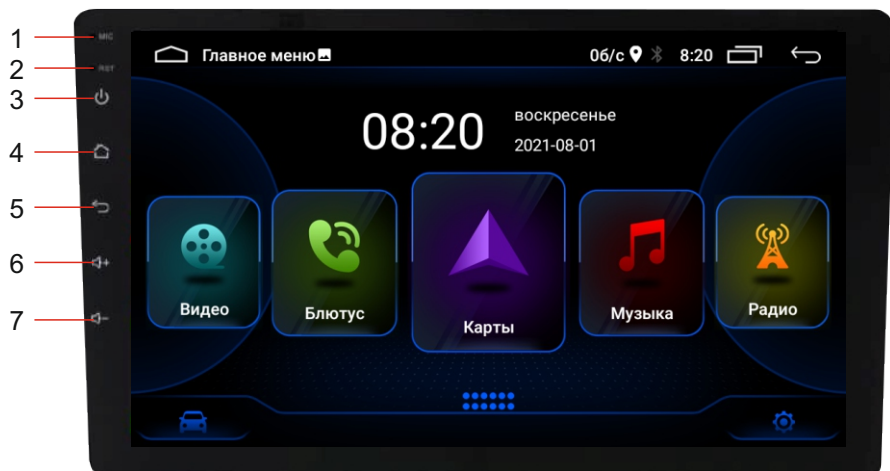 1 MIC
2 RST
3
4
5
6
7
Главное меню
0б/с 8:20
08:20
воскресенье
2021-08-01
Видео
Блютус
Карты
Музыка
Радио